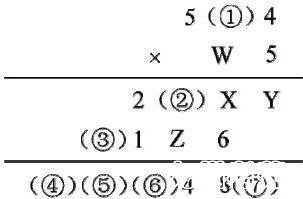 5 (①) 4
× W 5
2 (②) X Y
(③) 1 Z 6
(④)(⑤)(⑥) 4 8 (⑦)